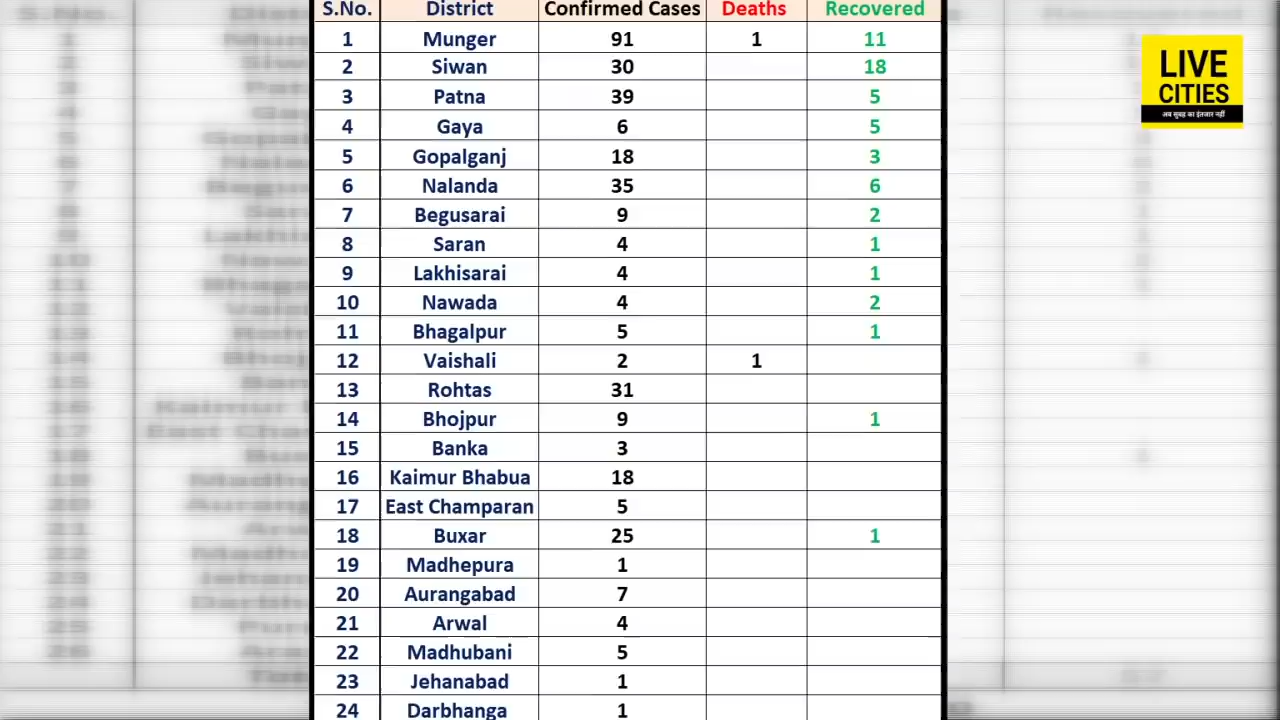 S.No. District Confirmed Cases Deaths Recovered
1 Munger 91 1 11
2 Siwan 30 18
3 Patna 39 5
4 Gaya 6 5
5 Gopalganj 18 3
6 Nalanda 35 6
7 Begusarai 9 2
8 Saran 4 1
9 Lakhisarai 4 1
10 Nawada 4 2
11 Bhagalpur 5 1
12 Vaishali 2 1
13 Rohtas 31
14 Bhojpur 9 1
15 Banka 3
16 Kaimur Bhabua 18
17 East Champaran 5
18 Buxar 25 1
19 Madhepura 1
20 Aurangabad 7
21 Arwal 4
22 Madhubani 5
23 Jehanabad 1
24 Darbhanga 1
LIVE
CITIES
अब सुबह का इंतजार नहीं